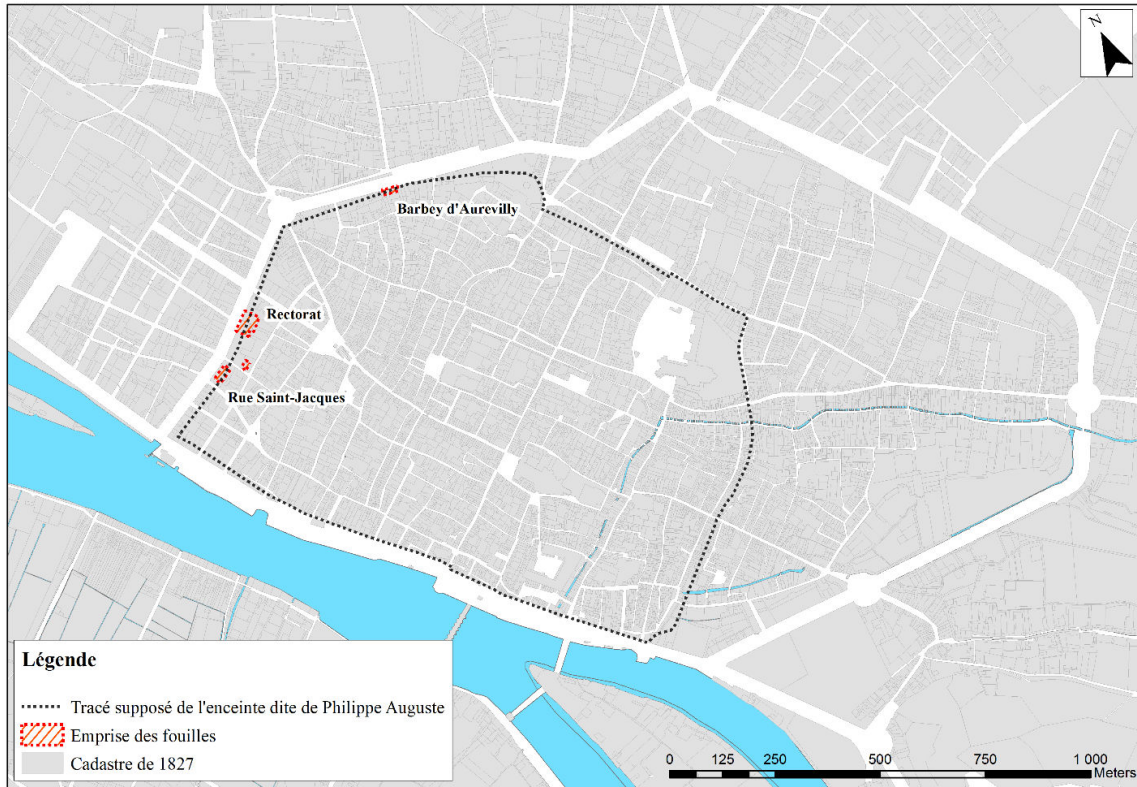 N
Barbey d'Aurevilly
Rectorat
Rue Saint-Jacques
Légende
Tracé supposé de l'enceinte dite de Philippe Auguste
Emprise des fouilles
Cadastre de 1827
0 125 250 500 750 1 000
Meters